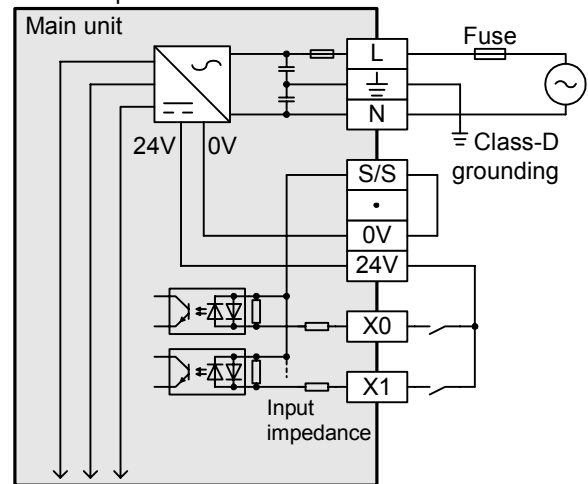 Main unit
L
Fuse
N
24V
0V
Class-D
grounding
S/S
•
0V
24V
X0
X1
Input
impedance